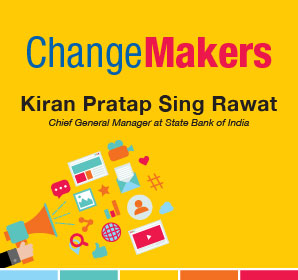 ChangeMakers
Kiran Pratap Sing Rawat
Chief General Manager at State Bank of India